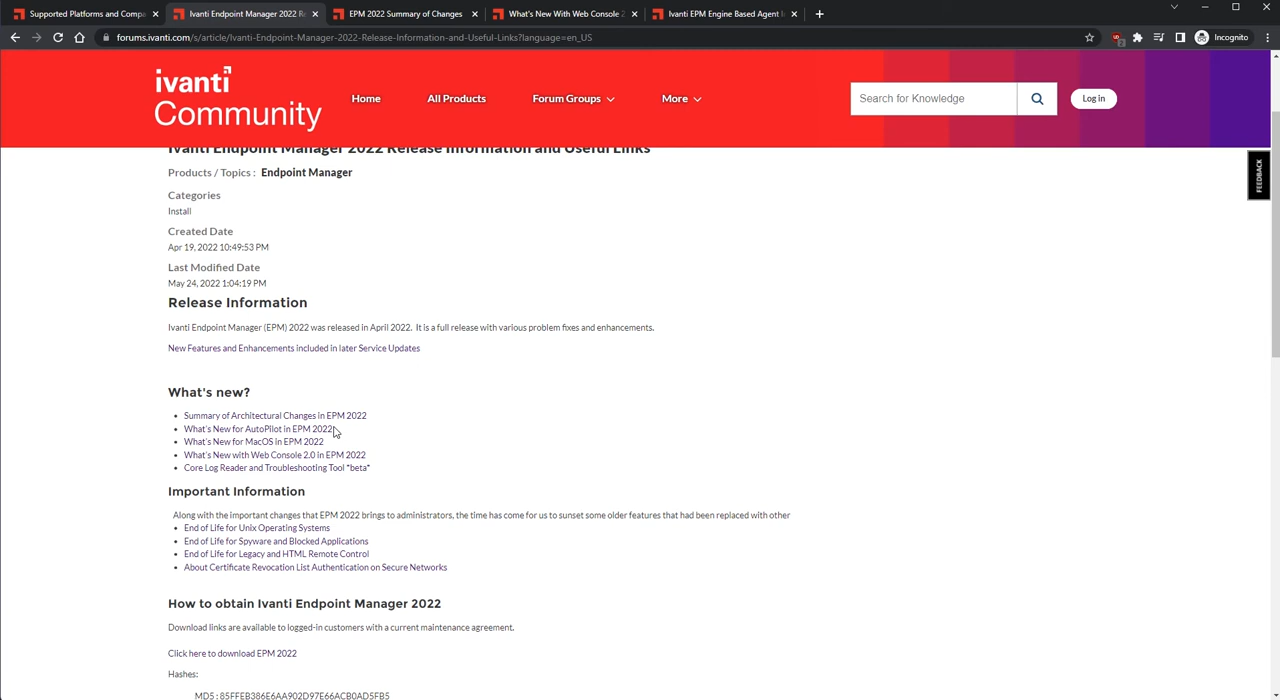 Supported Platforms and Compa
Ivanti Endpoint Manager 2022 R
EPM 2022 Summary of Changes
What's New With Web Console 2
Ivanti EPM Engine Based Agent I
forums.ivanti.com/s/article/Ivanti-Endpoint-Manager-2022-Release-Information-and-Useful-Links?language=en_US
2
Incognito
ivanti
Community
Home
All Products
Forum Groups
More
Search for Knowledge
Log in
FEEDBACK
Ivanti Endpoint Manager 2022 Release Information and Useful Links
Products / Topics : Endpoint Manager
Categories
Install
Created Date
Apr 19, 2022 10:49:53 PM
Last Modified Date
May 24, 2022 1:04:19 PM
Release Information
Ivanti Endpoint Manager (EPM) 2022 was released in April 2022. It is a full release with various problem fixes and enhancements.
New Features and Enhancements included in later Service Updates
What's new?
• Summary of Architectural Changes in EPM 2022
• What's New for AutoPilot in EPM 2022
• What's New for MacOS in EPM 2022
• What's New with Web Console 2.0 in EPM 2022
• Core Log Reader and Troubleshooting Tool *beta*
Important Information
Along with the important changes that EPM 2022 brings to administrators, the time has come for us to sunset some older features that had been replaced with other
• End of Life for Unix Operating Systems
• End of Life for Spyware and Blocked Applications
• End of Life for Legacy and HTML Remote Control
• About Certificate Revocation List Authentication on Secure Networks
How to obtain Ivanti Endpoint Manager 2022
Download links are available to logged-in customers with a current maintenance agreement.
Click here to download EPM 2022
Hashes:
MD5 : 85FFEB386E6AA902D97E66ACB0AD5FB5